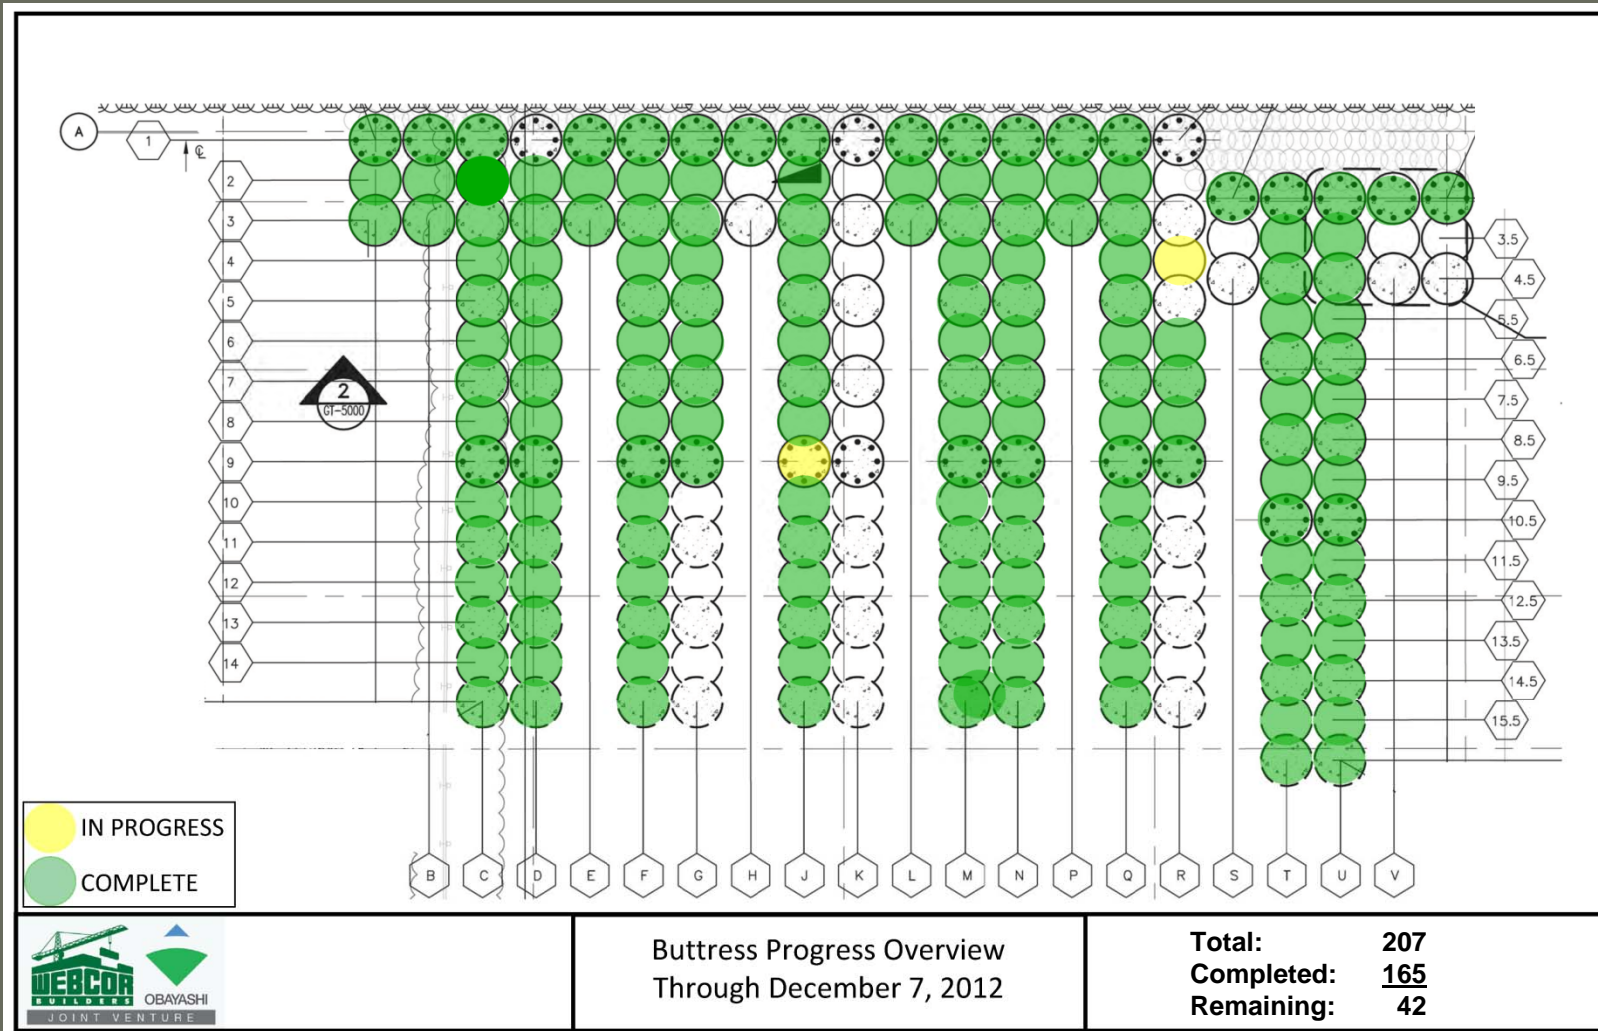 A
1
℄
2
3
4
5
6
7
8
9
10
11
12
13
14
3.5
4.5
5.5
6.5
7.5
8.5
9.5
10.5
11.5
12.5
13.5
14.5
15.5
2
GT-5000
B C D E F G H J K L M N P Q R S T U V
IN PROGRESS
COMPLETE
WEBCOR
BUILDERS
OBAYASHI
JOINT VENTURE
Buttress Progress Overview
Through December 7, 2012
Total: 207
Completed: 165
Remaining: 42